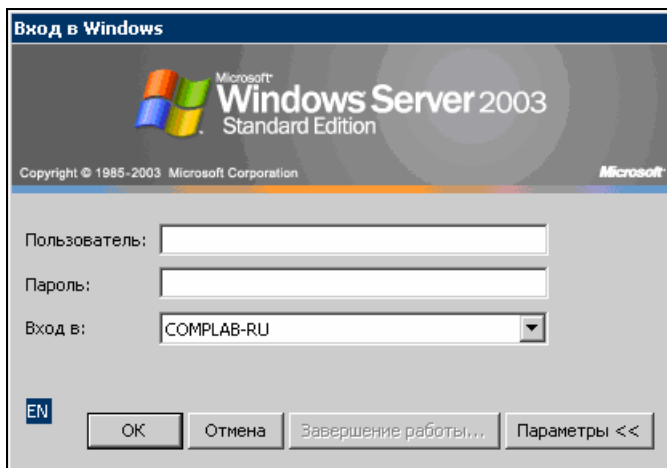 Вход в Windows
Microsoft
Windows Server 2003
Standard Edition
Copyright © 1985-2003 Microsoft Corporation
Microsoft
Пользователь:
Пароль:
Вход в:
COMPLAB-RU
EN
OK
Отмена
Завершение работы...
Параметры <<